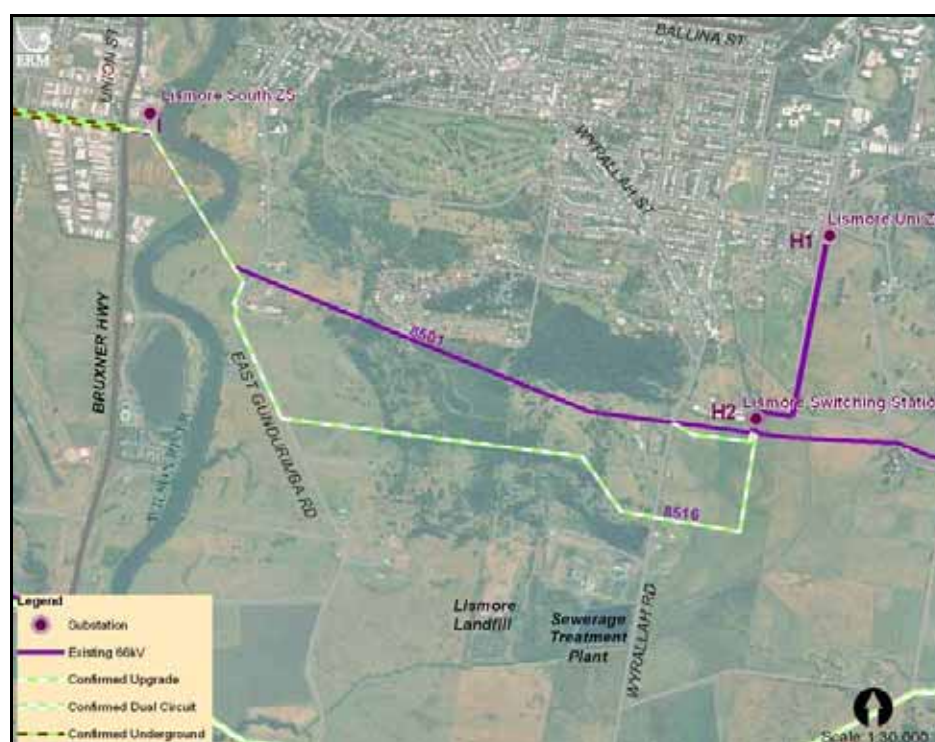 ERM
UNION ST
BALLINA ST
Lismore South ZS
WYRALLAH ST
Lismore Uni Z
H1
8501
BRUXNER HWY
EAST GUNDURIMBA RD
H2
Lismore Switching Statio
8516
Lismore
Landfill
Sewerage
Treatment
Plant
WYRALLAH RD
Legend
Substation
Existing 66kV
Confirmed Upgrade
Confirmed Dual Circuit
Confirmed Underground
Scale 1:30,000